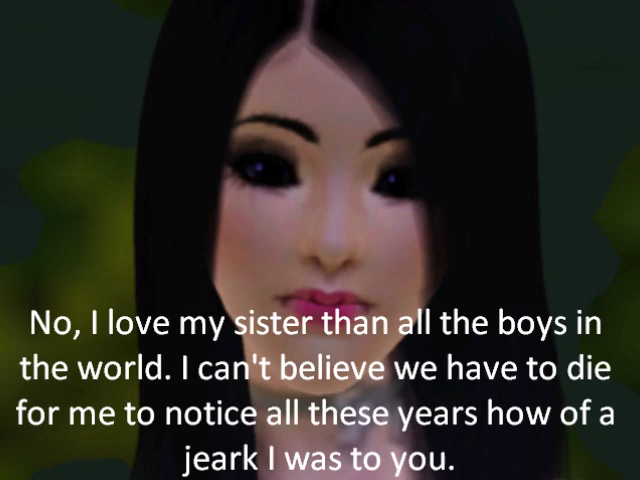 No, I love my sister than all the boys in
the world. I can't believe we have to die
for me to notice all these years how of a
jeark I was to you.